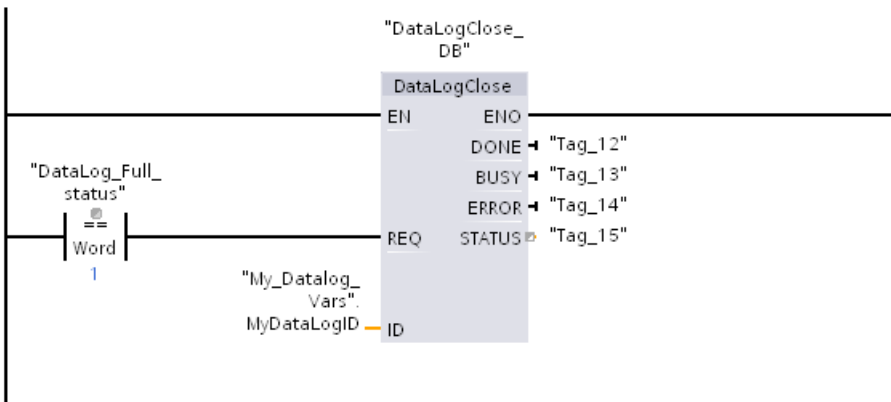 "DataLogClose_
DB"
DataLogClose
EN ENO
DONE "Tag_12"
BUSY "Tag_13"
ERROR "Tag_14"
"DataLog_Full_
status"
==
Word
1
REQ STATUS "Tag_15"
"My_Datalog_
Vars".
MyDataLogID ID